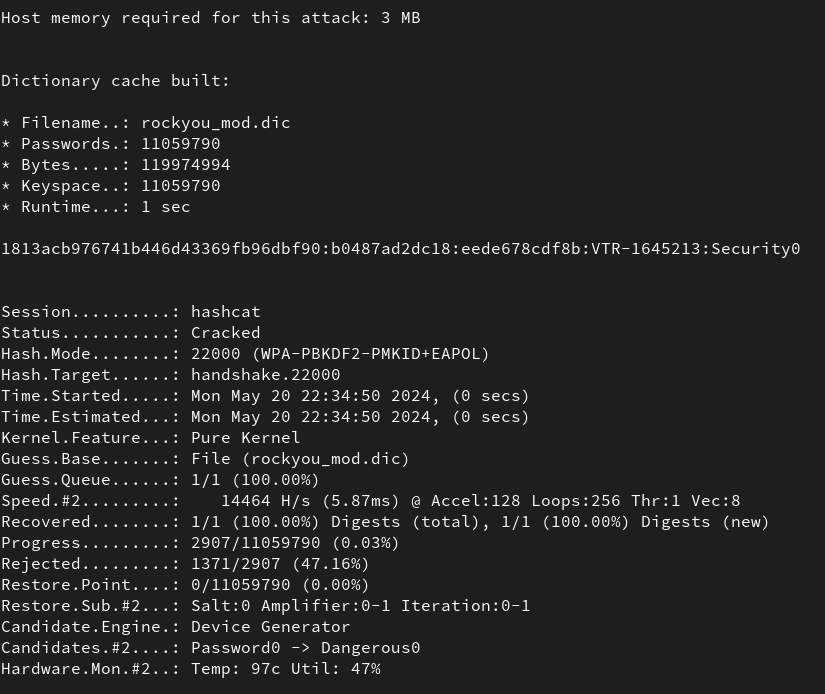 Host memory required for this attack: 3 MB
Dictionary cache built:
* Filename..: rockyou_mod.dic
* Passwords.: 11059790
* Bytes.....: 119974994
* Keyspace..: 11059790
* Runtime...: 1 sec
1813acb976741b446d43369fb96dbf90:b0487ad2dc18:eede678cdf8b:VTR-1645213:Security0
Session..........: hashcat
Status...........: Cracked
Hash.Mode........: 22000 (WPA-PBKDF2-PMKID+EAPOL)
Hash.Target......: handshake.22000
Time.Started.....: Mon May 20 22:34:50 2024, (0 secs)
Time.Estimated...: Mon May 20 22:34:50 2024, (0 secs)
Kernel.Feature...: Pure Kernel
Guess.Base.......: File (rockyou_mod.dic)
Guess.Queue......: 1/1 (100.00%)
Speed.#2.........:    14464 H/s (5.87ms) @ Accel:128 Loops:256 Thr:1 Vec:8
Recovered........: 1/1 (100.00%) Digests (total), 1/1 (100.00%) Digests (new)
Progress.........: 2907/11059790 (0.03%)
Rejected.........: 1371/2907 (47.16%)
Restore.Point....: 0/11059790 (0.00%)
Restore.Sub.#2...: Salt:0 Amplifier:0-1 Iteration:0-1
Candidate.Engine.: Device Generator
Candidates.#2....: Password0 -> Dangerous0
Hardware.Mon.#2..: Temp: 97c Util: 47%